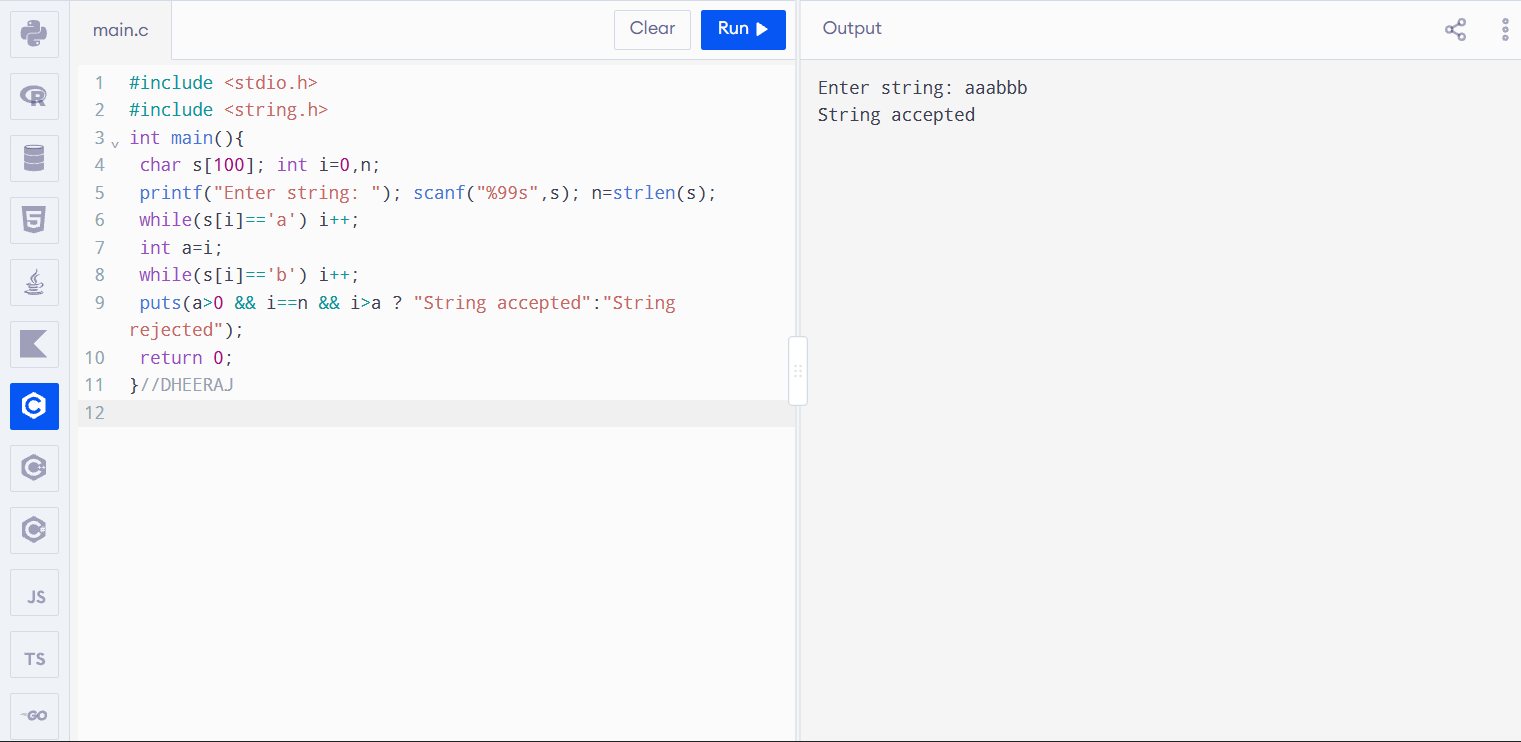 main.c
Clear
Run
Output
1 #include <stdio.h>
2 #include <string.h>
3 int main(){
4  char s[100]; int i=0,n;
5  printf("Enter string: "); scanf("%99s",s); n=strlen(s);
6  while(s[i]=='a') i++;
7  int a=i;
8  while(s[i]=='b') i++;
9  puts(a>0 && i==n && i>a ? "String accepted":"String
rejected");
10  return 0;
11 }//DHEERAJ
12
Enter string: aaabbb
String accepted
R
5
C
C
C
JS
TS
GO